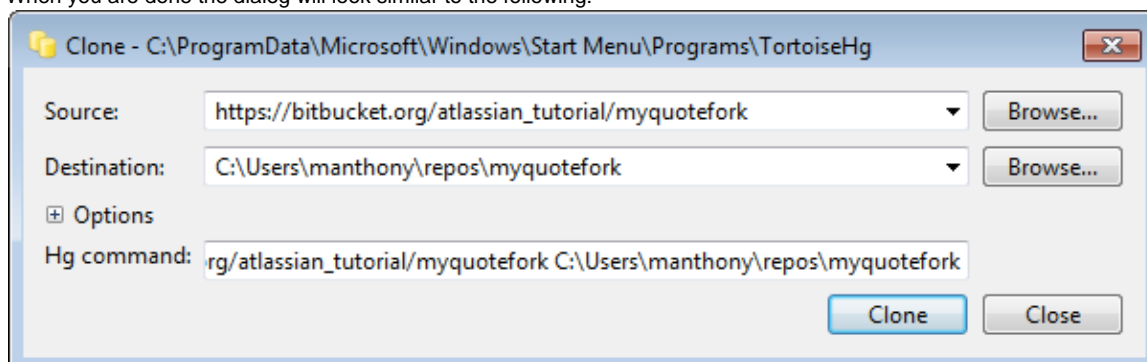 When you are done the dialog will look similar to the following:
Clone - C:\ProgramData\Microsoft\Windows\Start Menu\Programs\TortoiseHg
Source: https://bitbucket.org/atlassian_tutorial/myquotefork Browse...
Destination: C:\Users\manthony\repos\myquotefork Browse...
Options
Hg command: rg/atlassian_tutorial/myquotefork C:\Users\manthony\repos\myquotefork
Clone Close